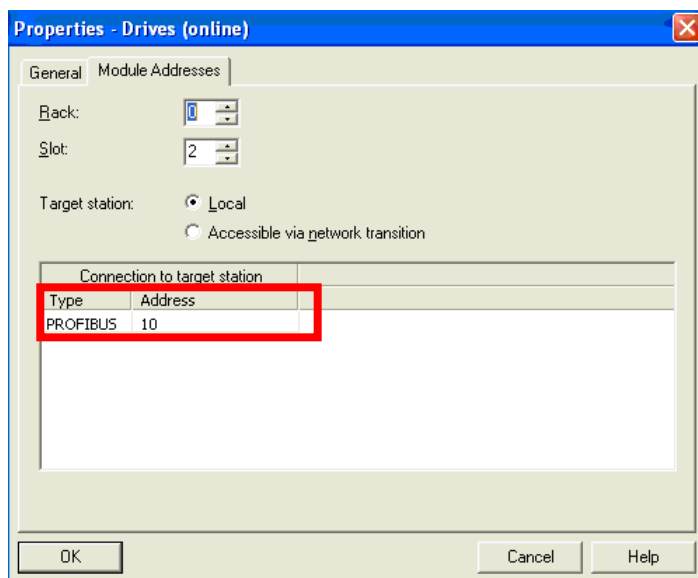 Properties - Drives (online)
General Module Addresses
Rack: 0
Slot: 2
Target station: Local
Accessible via network transition
Connection to target station
Type Address
PROFIBUS 10
OK Cancel Help